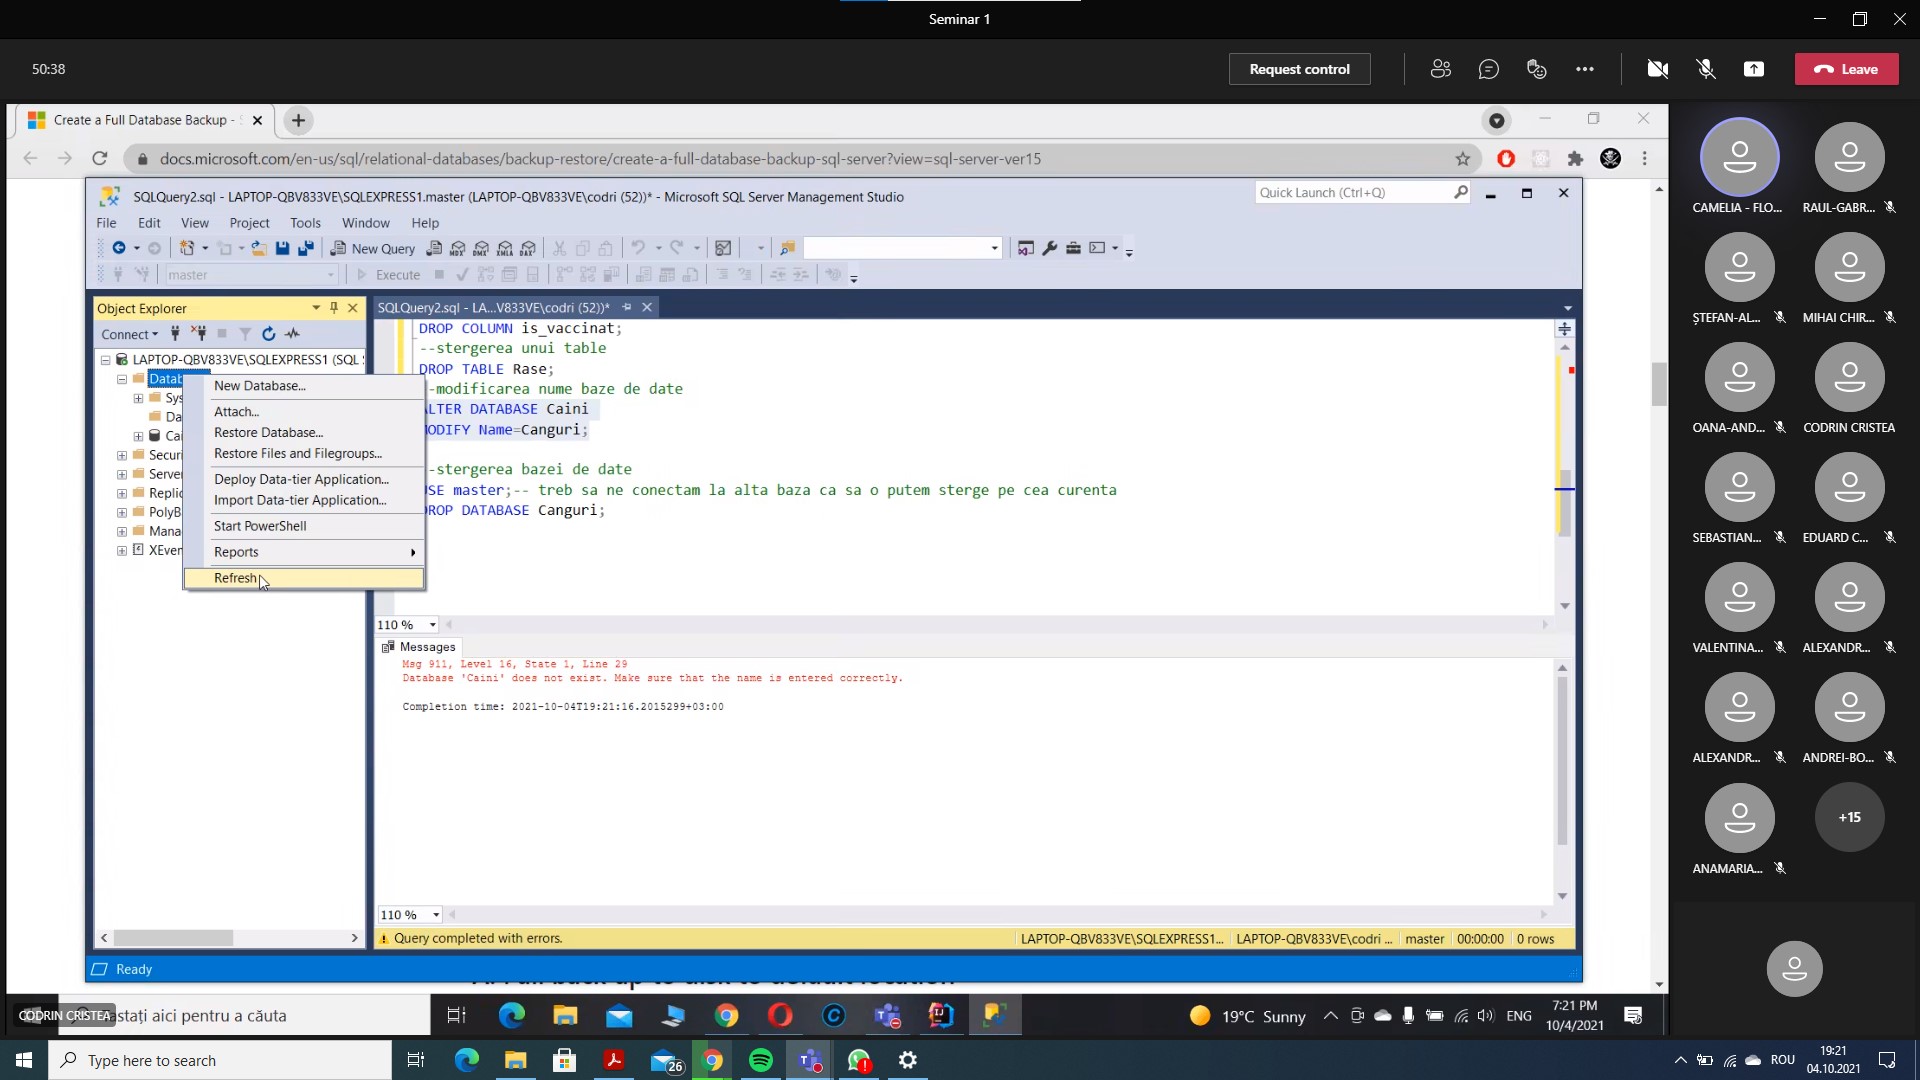 Seminar 1
50:38
Request control
Leave
Create a Full Database Backup -
docs.microsoft.com/en-us/sql/relational-databases/backup-restore/create-a-full-database-backup-sql-server?view=sql-server-ver15
SQLQuery2.sql - LAPTOP-QBV833VE\SQLEXPRESS1.master (LAPTOP-QBV833VE\codri (52))* - Microsoft SQL Server Management Studio
Quick Launch (Ctrl+Q)
File Edit View Project Tools Window Help
New Query
MDX DMX XMLA DAX
master
Execute
Object Explorer
SQLQuery2.sql - LA...V833VE\codri (52))*
Connect
LAPTOP-QBV833VE\SQLEXPRESS1 (SQL
Datab
Sys
Da
Cai
Securi
Server
Replic
PolyB
Mana
XEven
New Database...
Attach...
Restore Database...
Restore Files and Filegroups...
Deploy Data-tier Application...
Import Data-tier Application...
Start PowerShell
Reports
Refresh
DROP COLUMN is_vaccinat;
--stergerea unui table
DROP TABLE Rase;
-modificarea nume baze de date
LTER DATABASE Caini
MODIFY Name=Canguri;
-stergerea bazei de date
USE master;-- treb sa ne conectam la alta baza ca sa o putem sterge pe cea curenta
DROP DATABASE Canguri;
110 %
Messages
Msg 911, Level 16, State 1, Line 29
Database 'Caini' does not exist. Make sure that the name is entered correctly.
Completion time: 2021-10-04T19:21:16.2015299+03:00
110 %
Query completed with errors.
LAPTOP-QBV833VE\SQLEXPRESS1... LAPTOP-QBV833VE\codri ... master 00:00:00 0 rows
Ready
CAMELIA - FLO...
RAUL-GABR...
ȘTEFAN-AL...
MIHAI CHIR...
OANA-AND...
CODRIN CRISTEA
SEBASTIAN...
EDUARD C...
VALENTINA...
ALEXANDR...
ALEXANDR...
ANDREI-BO...
ANAMARIA...
+15
CODRIN CRISTEA
astați aici pentru a căuta
19°C Sunny
ENG
7:21 PM
10/4/2021
Type here to search
26
ROU
19:21
04.10.2021